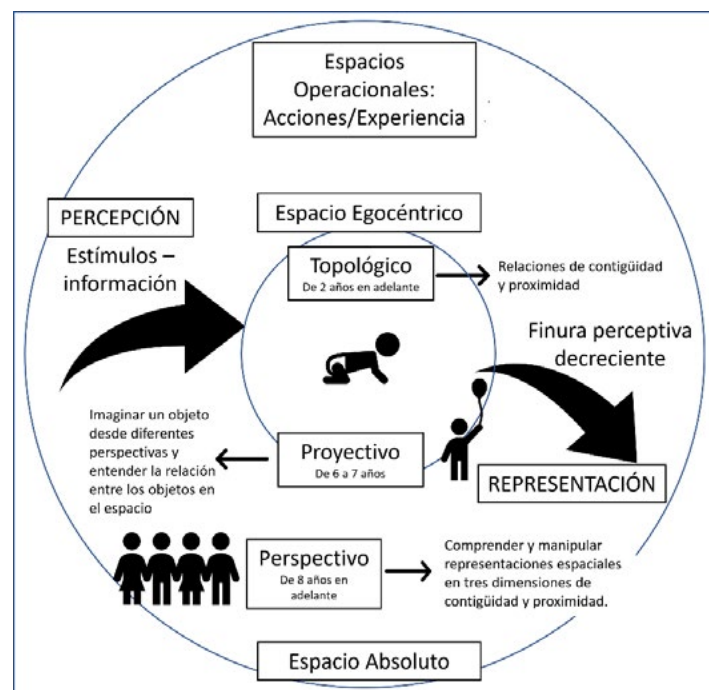 Espacios
Operacionales:
Acciones/Experiencia
PERCEPCIÓN
Estímulos –
información
Espacio Egocéntrico
Topológico
De 2 años en adelante
Relaciones de contigüidad
y proximidad
Finura perceptiva
decreciente
Imaginar un objeto
desde diferentes
perspectivas y
entender la relación
entre los objetos en
el espacio
Proyectivo
De 6 a 7 años
REPRESENTACIÓN
Perspectivo
De 8 años en
adelante
Comprender y manipular
representaciones espaciales
en tres dimensiones de
contigüidad y proximidad.
Espacio Absoluto